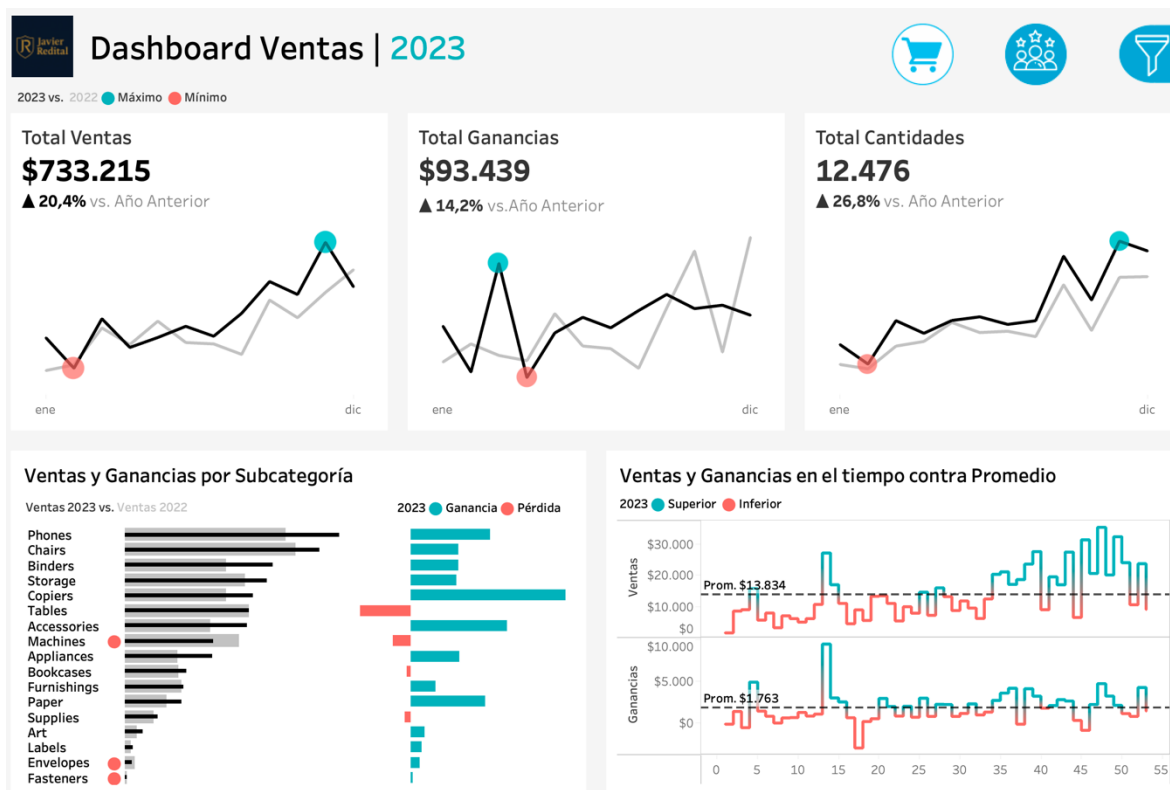 Javier
Redital
Dashboard Ventas | 2023
2023 vs. 2022 Máximo Mínimo
Total Ventas
$733.215
▲ 20,4% vs. Año Anterior
ene
dic
Total Ganancias
$93.439
▲ 14,2% vs.Año Anterior
ene
dic
Total Cantidades
12.476
▲ 26,8% vs. Año Anterior
ene
dic
Ventas y Ganancias por Subcategoría
Ventas 2023 vs. Ventas 2022
2023 Ganancia Pérdida
Phones
Chairs
Binders
Storage
Copiers
Tables
Accessories
Machines
Appliances
Bookcases
Furnishings
Paper
Supplies
Art
Labels
Envelopes
Fasteners
Ventas y Ganancias en el tiempo contra Promedio
2023 Superior Inferior
Ventas
$30.000
$20.000
$10.000
$0
Prom. $13.834
Ganancias
$10.000
$5.000
$0
Prom. $1.763
0 5 10 15 20 25 30 35 40 45 50 55